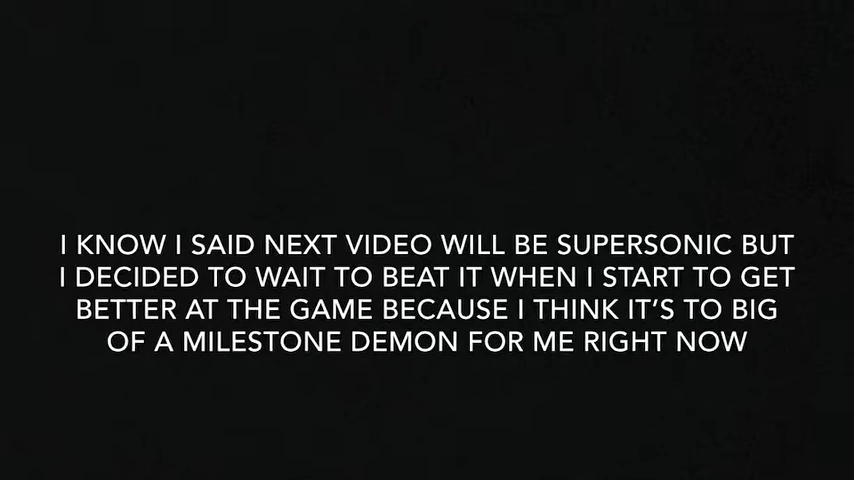 I KNOW I SAID NEXT VIDEO WILL BE SUPERSONIC BUT
I DECIDED TO WAIT TO BEAT IT WHEN I START TO GET
BETTER AT THE GAME BECAUSE I THINK IT’S TO BIG
OF A MILESTONE DEMON FOR ME RIGHT NOW